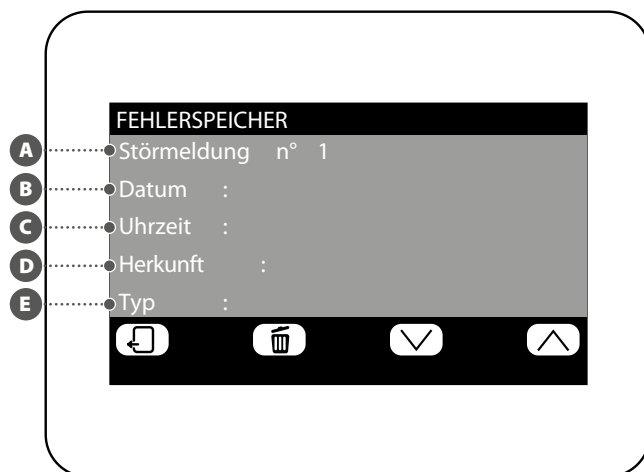 FEHLERSPEICHER
A Störmeldung n° 1
B Datum :
C Uhrzeit :
D Herkunft :
E Typ :